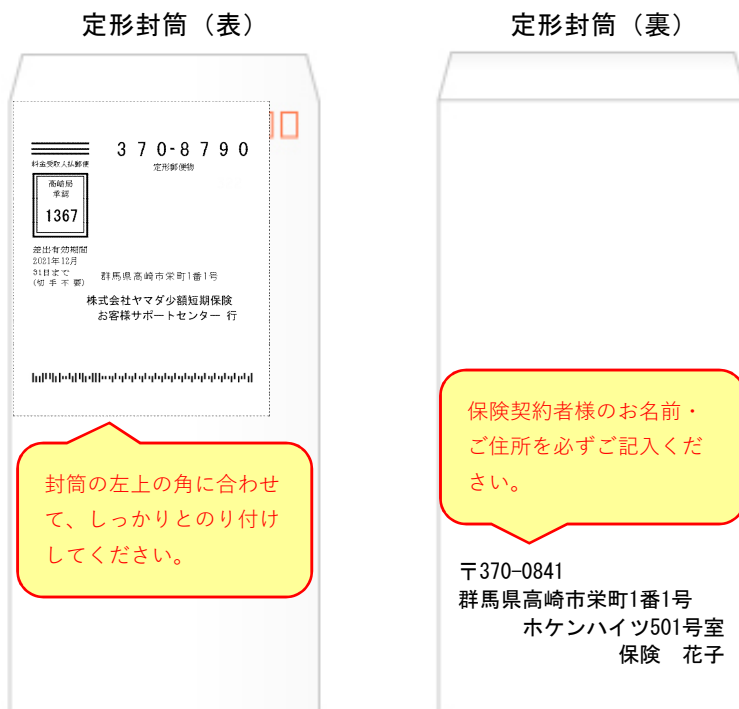 定形封筒（表）
370-8790
料金受取人払郵便
定形郵便物
高崎局
承認
1367
差出有効期間
2021年12月
31日まで
(切手不要)
群馬県高崎市栄町1番1号
株式会社ヤマダ少額短期保険
お客様サポートセンター 行
封筒の左上の角に合わせ
て、しっかりとのり付け
してください。
定形封筒（裏）
保険契約者様のお名前・
ご住所を必ずご記入くだ
さい。
〒370-0841
群馬県高崎市栄町1番1号
ホケンハイツ501号室
保険　花子